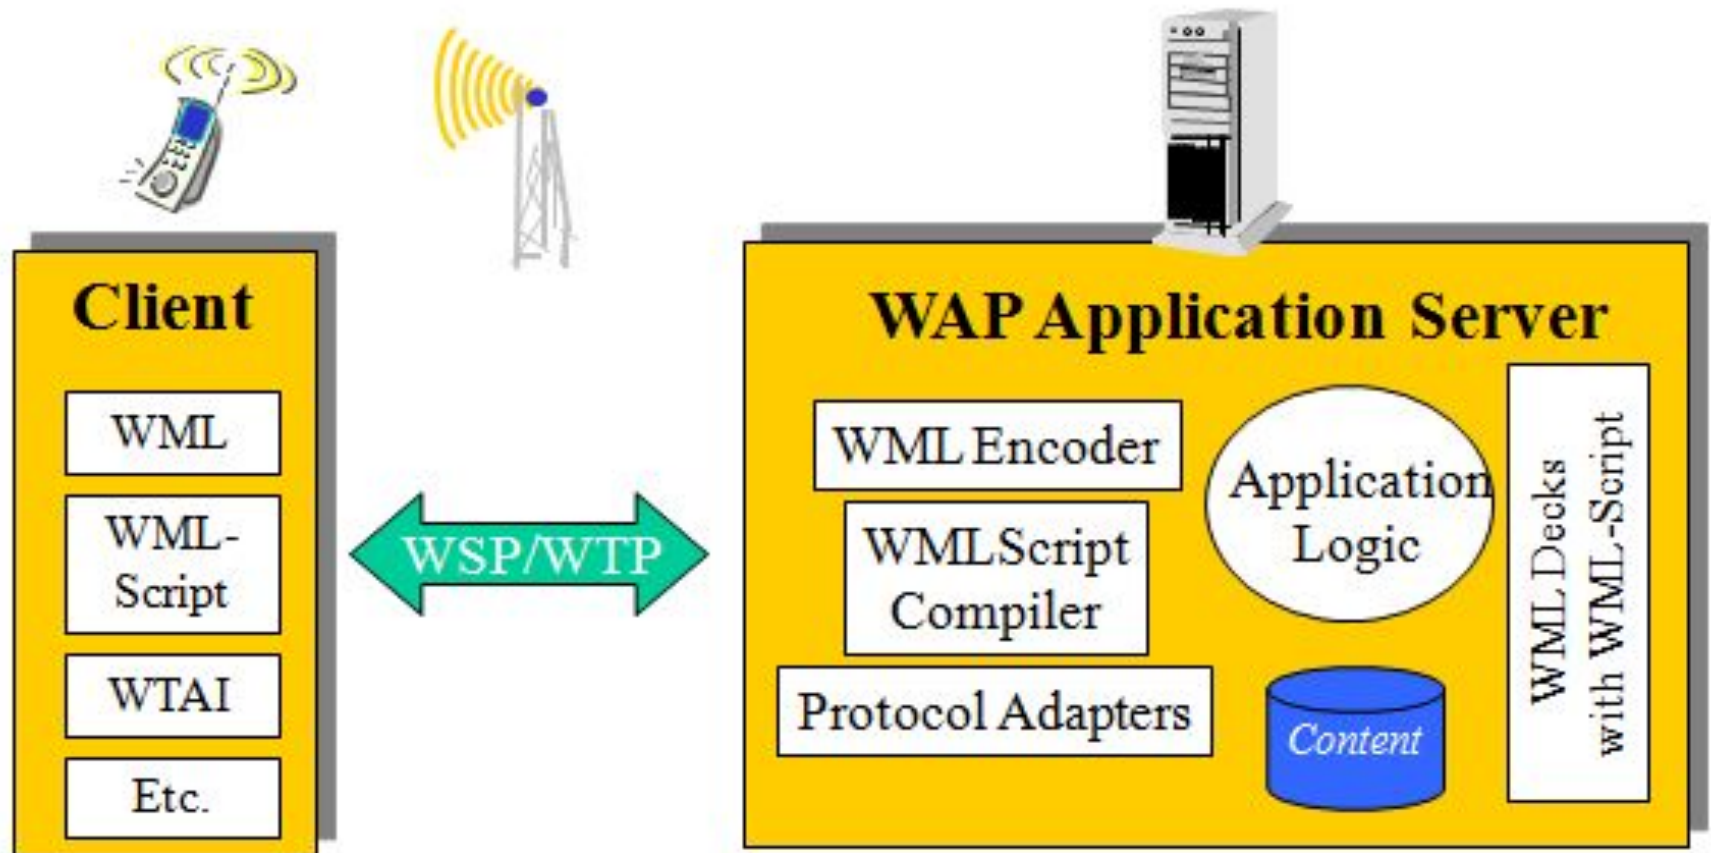 Client
WML
WML-
Script
WTAI
Etc.
WSP/WTP
WAP Application Server
WML Encoder
WMLScript
Compiler
Protocol Adapters
Application
Logic
Content
WML Decks
with WML-Script